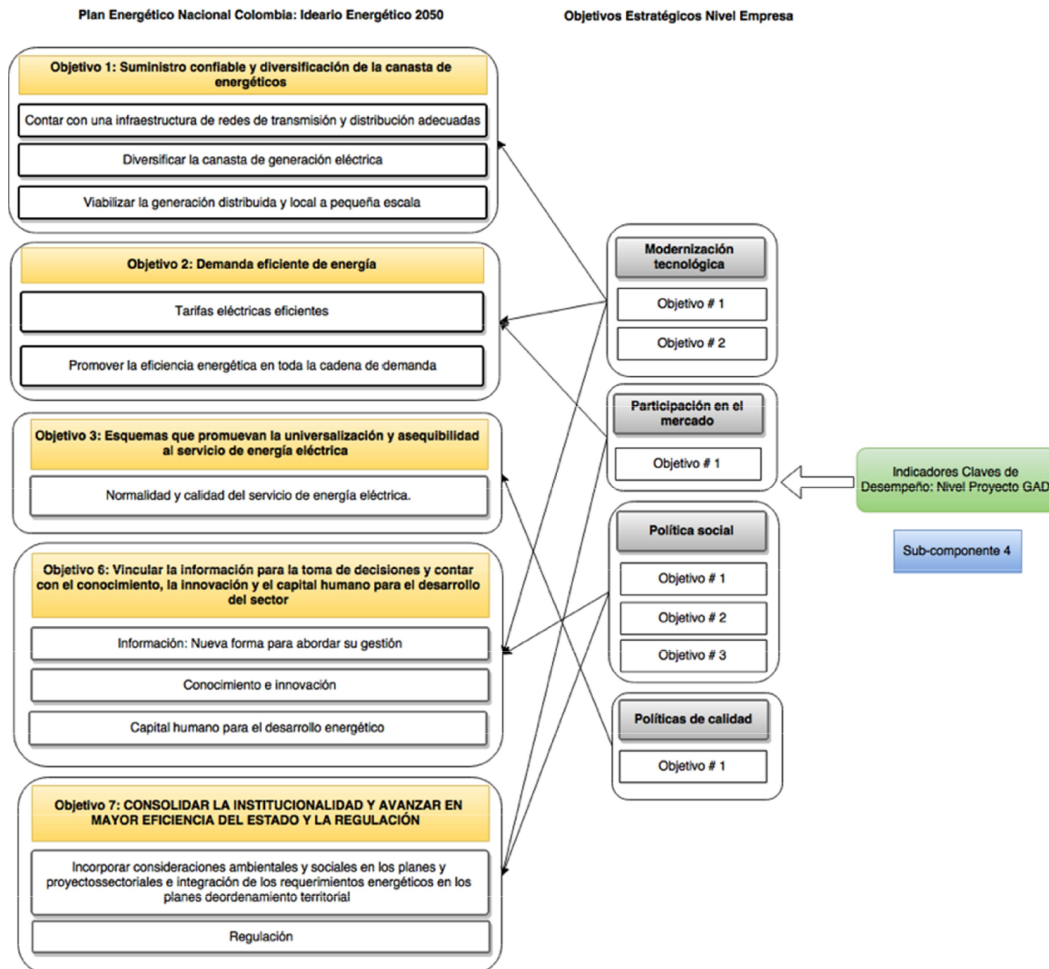 Plan Energético Nacional Colombia: Ideario Energético 2050
Objetivo 1: Suministro confiable y diversificación de la canasta de
energéticos
Contar con una infraestructura de redes de transmisión y distribución adecuadas
Diversificar la canasta de generación eléctrica
Viabilizar la generación distribuida y local a pequeña escala
Objetivo 2: Demanda eficiente de energía
Tarifas eléctricas eficientes
Promover la eficiencia energética en toda la cadena de demanda
Objetivo 3: Esquemas que promuevan la universalización y asequibilidad
al servicio de energía eléctrica
Normalidad y calidad del servicio de energía eléctrica.
Objetivo 6: Vincular la información para la toma de decisiones y contar
con el conocimiento, la innovación y el capital humano para el desarrollo
del sector
Información: Nueva forma para abordar su gestión
Conocimiento e innovación
Capital humano para el desarrollo energético
Objetivo 7: CONSOLIDAR LA INSTITUCIONALIDAD Y AVANZAR EN
MAYOR EFICIENCIA DEL ESTADO Y LA REGULACIÓN
Incorporar consideraciones ambientales y sociales en los planes y
proyectossectoriales e integración de los requerimientos energéticos en los
planes deordenamiento territorial
Regulación
Objetivos Estratégicos Nivel Empresa
Modernización
tecnológica
Objetivo # 1
Objetivo # 2
Participación en el
mercado
Objetivo # 1
Política social
Objetivo # 1
Objetivo # 2
Objetivo # 3
Políticas de calidad
Objetivo # 1
Indicadores Claves de
Desempeño: Nivel Proyecto GAD
Sub-componente 4